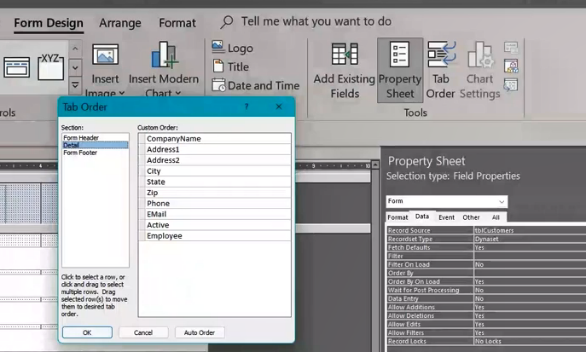 Form Design Arrange Format Tell me what you want to do
XYZ
Insert Image
Insert Modern Chart
Logo
Title
Date and Time
Add Existing Fields
Property Sheet
Tab Order
Chart Settings
rols
Tools
Tab Order ? ×
Section:
Form Header
Detail
Form Footer
Custom Order:
CompanyName
Address1
Address2
City
State
Zip
Phone
EMail
Active
Employee
Click to select a row, or
click and drag to select
multiple rows. Drag
selected row(s) to move
them to desired tab
order.
OK Cancel Auto Order
Property Sheet
Selection type: Field Properties
Form
Format Data Event Other All
Record Source tblCustomers
Recordset Type Dynaset
Fetch Defaults Yes
Filter
Filter On Load No
Order By
Order By On Load Yes
Wait for Post Processing No
Data Entry No
Allow Additions Yes
Allow Deletions Yes
Allow Edits Yes
Allow Filters Yes
Record Locks No Locks